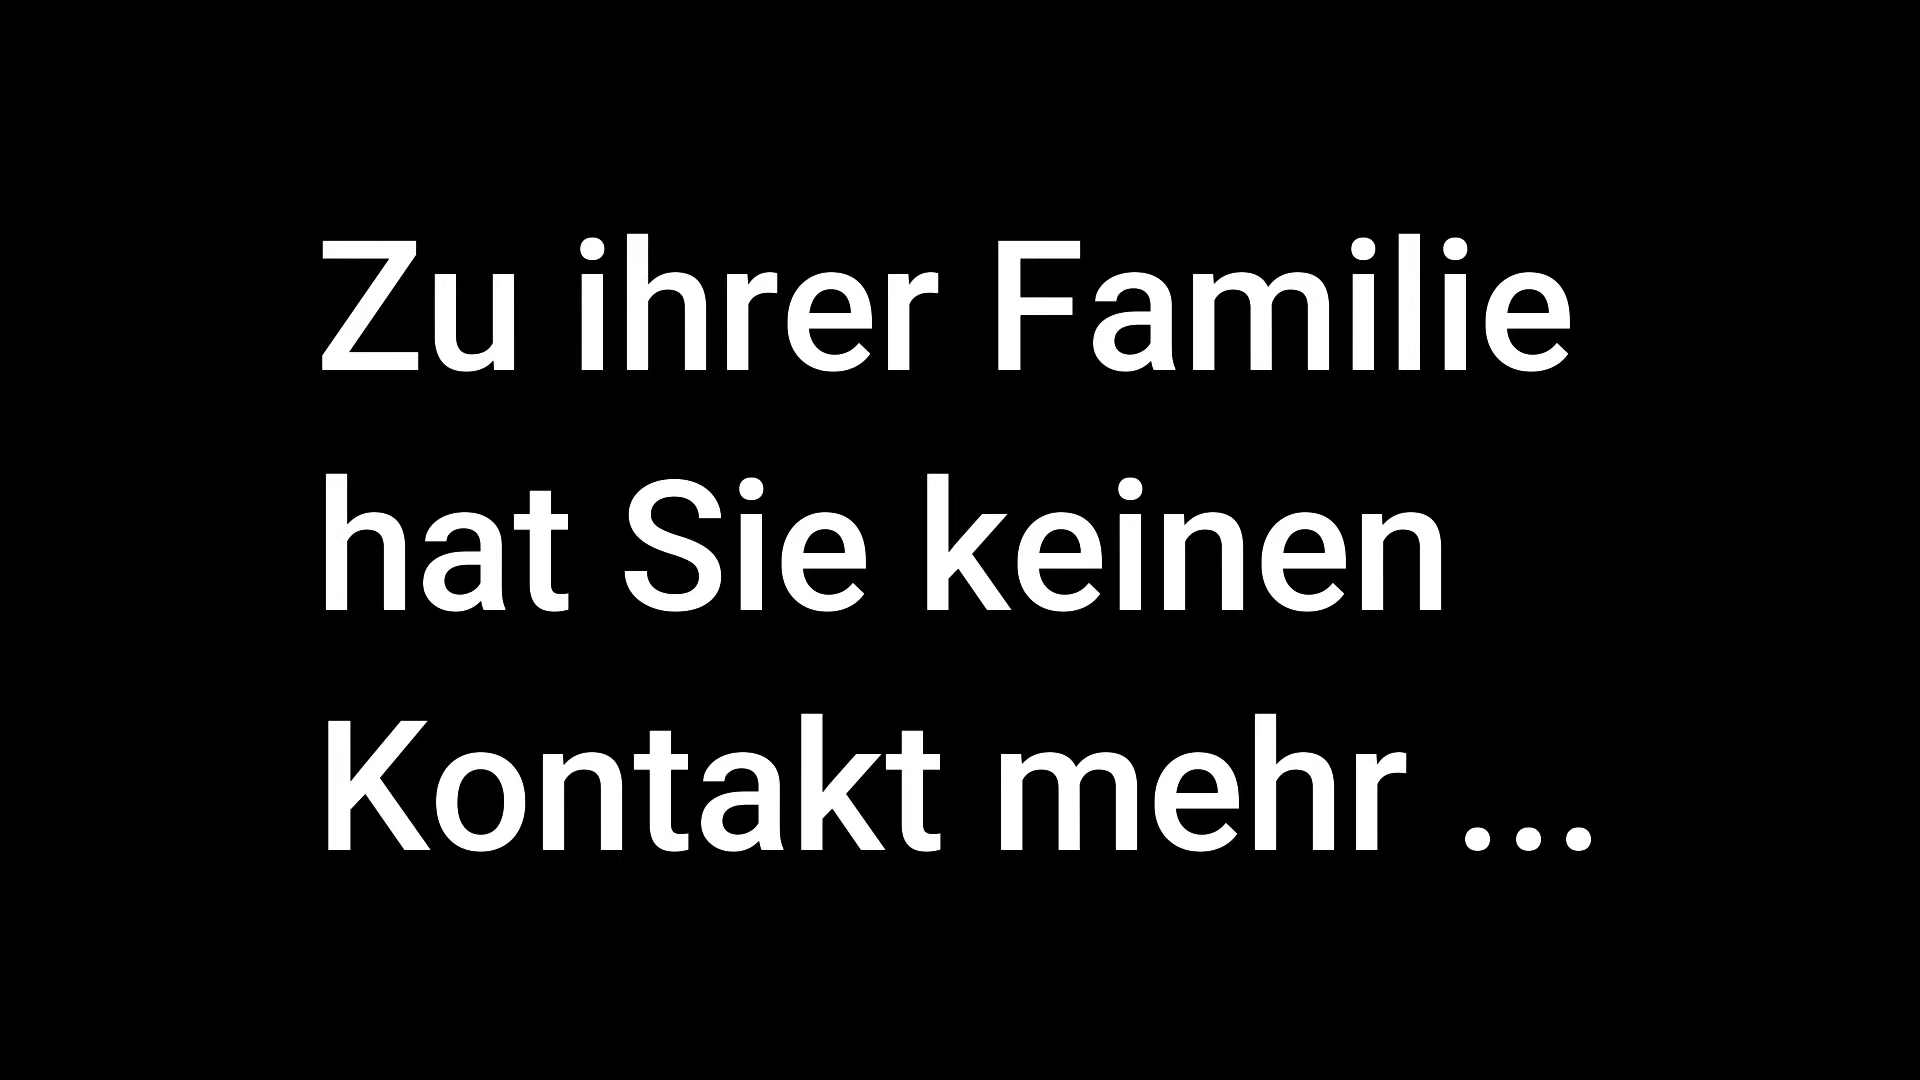 Zu ihrer Familie
hat Sie keinen
Kontakt mehr ...